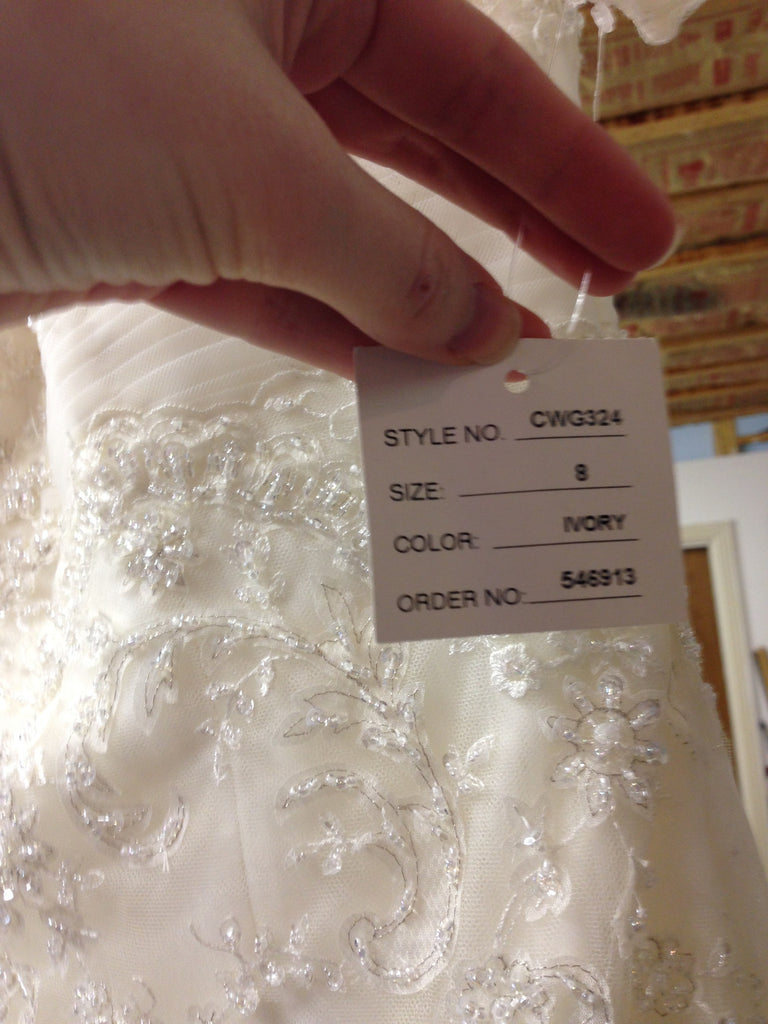 STYLE NO. CWG324
SIZE: 8
COLOR: IVORY
ORDER NO: 546913